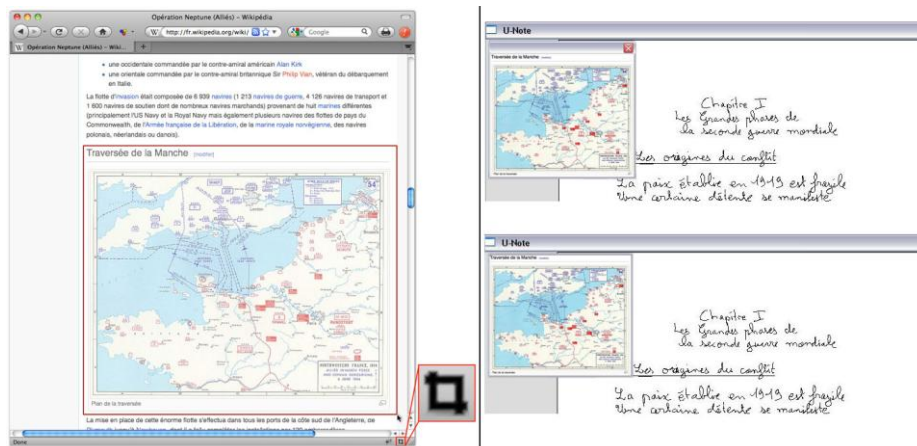 Opération Neptune (Alliés) – Wikipédia
http://fr.wikipedia.org/wiki/
Google
Opération Neptune (Alliés) – Wiki...
une occidentale commandée par le contre-amiral américain Alan Kirk
une orientale commandée par le contre-amiral britannique Sir Philip Vian, vétéran du débarquement
en Italie.
La flotte d'invasion était composée de 6 939 navires (1 213 navires de guerre, 4 126 navires de transport et
1 600 navires de soutien dont de nombreux navires marchands) provenant de huit marines différentes
(principalement l'US Navy et la Royal Navy mais également plusieurs navires des flottes de pays du
Commonwealth, de l'Armée française de la Libération, de la marine royale norvégienne, des navires
polonais, néerlandais ou danois).
Traversée de la Manche [modifier]
Plan de la traversée
La mise en place de cette énorme flotte s'effectua dans tous les ports de la côte sud de l'Angleterre, de
Done
U-Note
Traversée de la Manche
Plan de la traversée
Chapitre I
Les Grandes phases de
la seconde guerre mondiale
Les origines du conflit
La paix établie en 1919 est fragile
Une certaine détente se manifeste
U-Note
Traversée de la Manche
Plan de la traversée
Chapitre I
Les Grandes phases de
la seconde guerre mondiale
Les origines du conflit
La paix établie en 1919 est fragile
Une certaine détente se manifeste